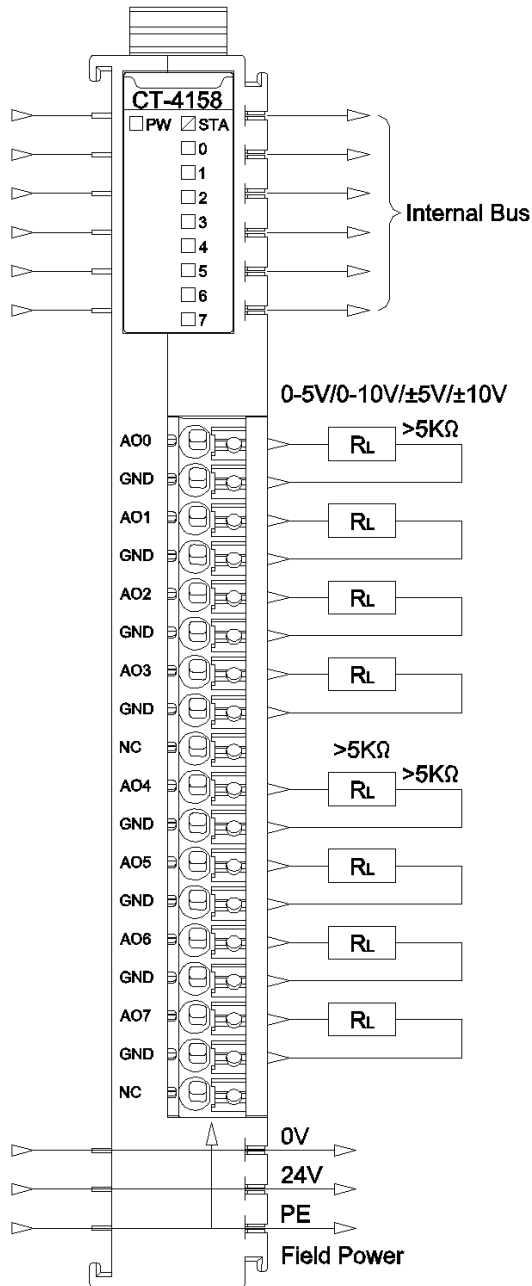 CT-4158
PW STA
0
1
2
3
4
5
6
7
Internal Bus
0-5V/0-10V/±5V/±10V
AO0 RL >5KΩ
GND
AO1 RL
GND
AO2 RL
GND
AO3 RL
GND
NC >5KΩ
AO4 RL >5KΩ
GND
AO5 RL
GND
AO6 RL
GND
AO7 RL
GND
NC
0V
24V
PE
Field Power